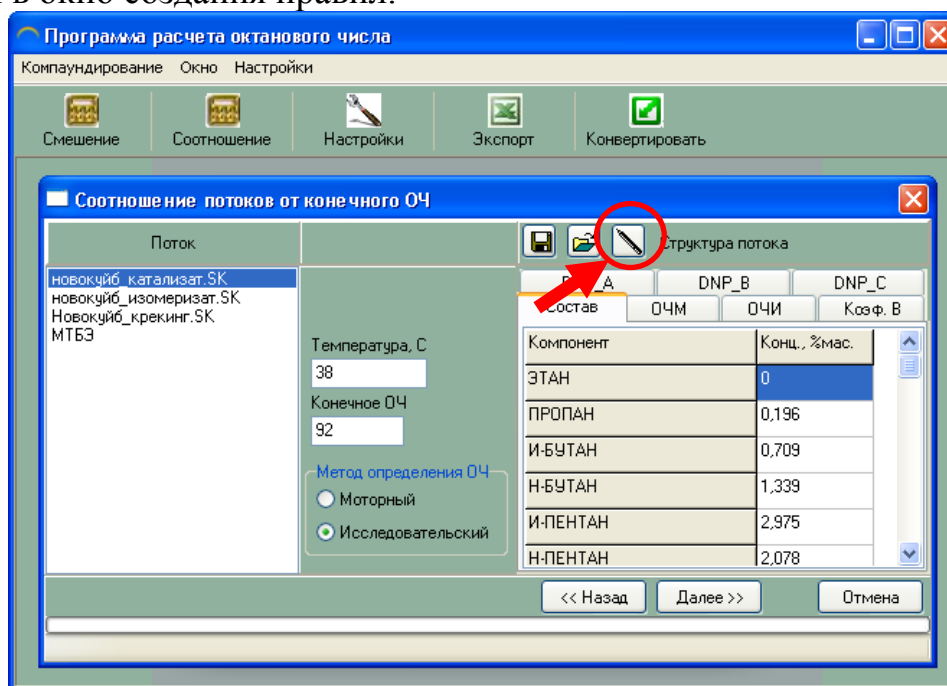 в окно создания правил.
Программа расчета октанового числа
Компаундирование Окно Настройки
Смешение Соотношение Настройки Экспорт Конвертировать
Соотношение потоков от конечного ОЧ
Поток
Структура потока
новокуйб_катализат.SK
новокуйб_изомеризат.SK
Новокуйб_крекинг.SK
МТБЭ
Температура, С
38
Конечное ОЧ
92
Метод определения ОЧ
Моторный
Исследовательский
DNP_B DNP_C
Состав ОЧМ ОЧИ Коэф. В
Компонент Конц., %мас.
ЭТАН 0
ПРОПАН 0,196
И-БУТАН 0,709
Н-БУТАН 1,339
И-ПЕНТАН 2,975
Н-ПЕНТАН 2,078
<< Назад Далее >> Отмена